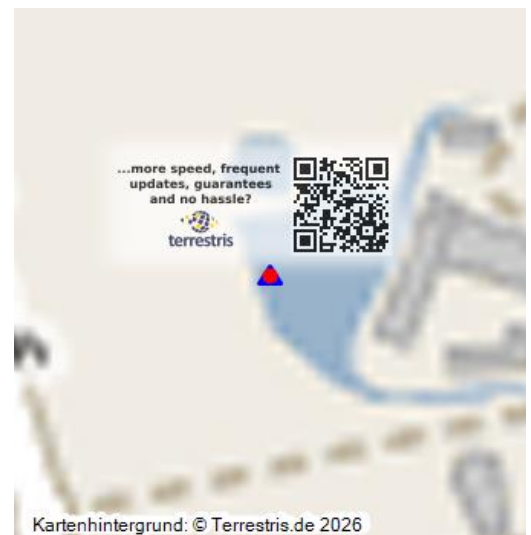 ...more speed, frequent
updates, guarantees
and no hassle?
terrestris
Kartenhintergrund: © Terrestris.de 2026